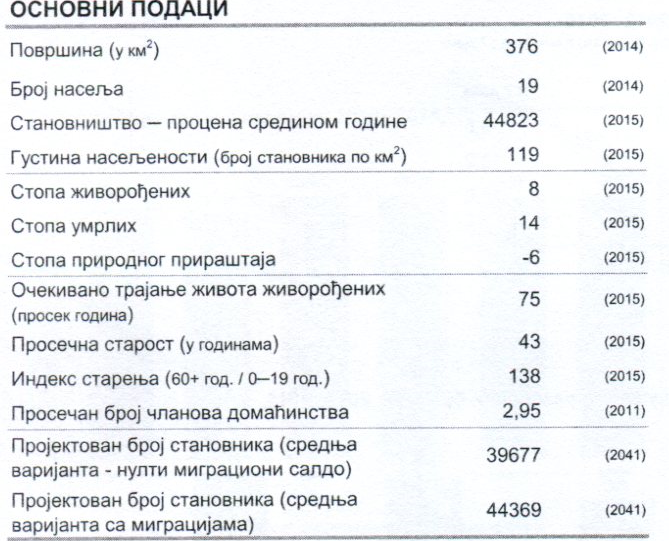 ОСНОВНИ ПОДАЦИ
Површина (у км²) 376 (2014)
Број насеља 19 (2014)
Становништво — процена средином године 44823 (2015)
Густина насељености (број становника по км²) 119 (2015)
Стопа живорођених 8 (2015)
Стопа умрлих 14 (2015)
Стопа природног прираштаја -6 (2015)
Очекивано трајање живота живорођених
(просек година) 75 (2015)
Просечна старост (у годинама) 43 (2015)
Индекс старења (60+ год. / 0—19 год.) 138 (2015)
Просечан број чланова домаћинства 2,95 (2011)
Пројектован број становника (средња
варијанта - нулти миграциони салдо) 39677 (2041)
Пројектован број становника (средња
варијанта са миграцијама) 44369 (2041)